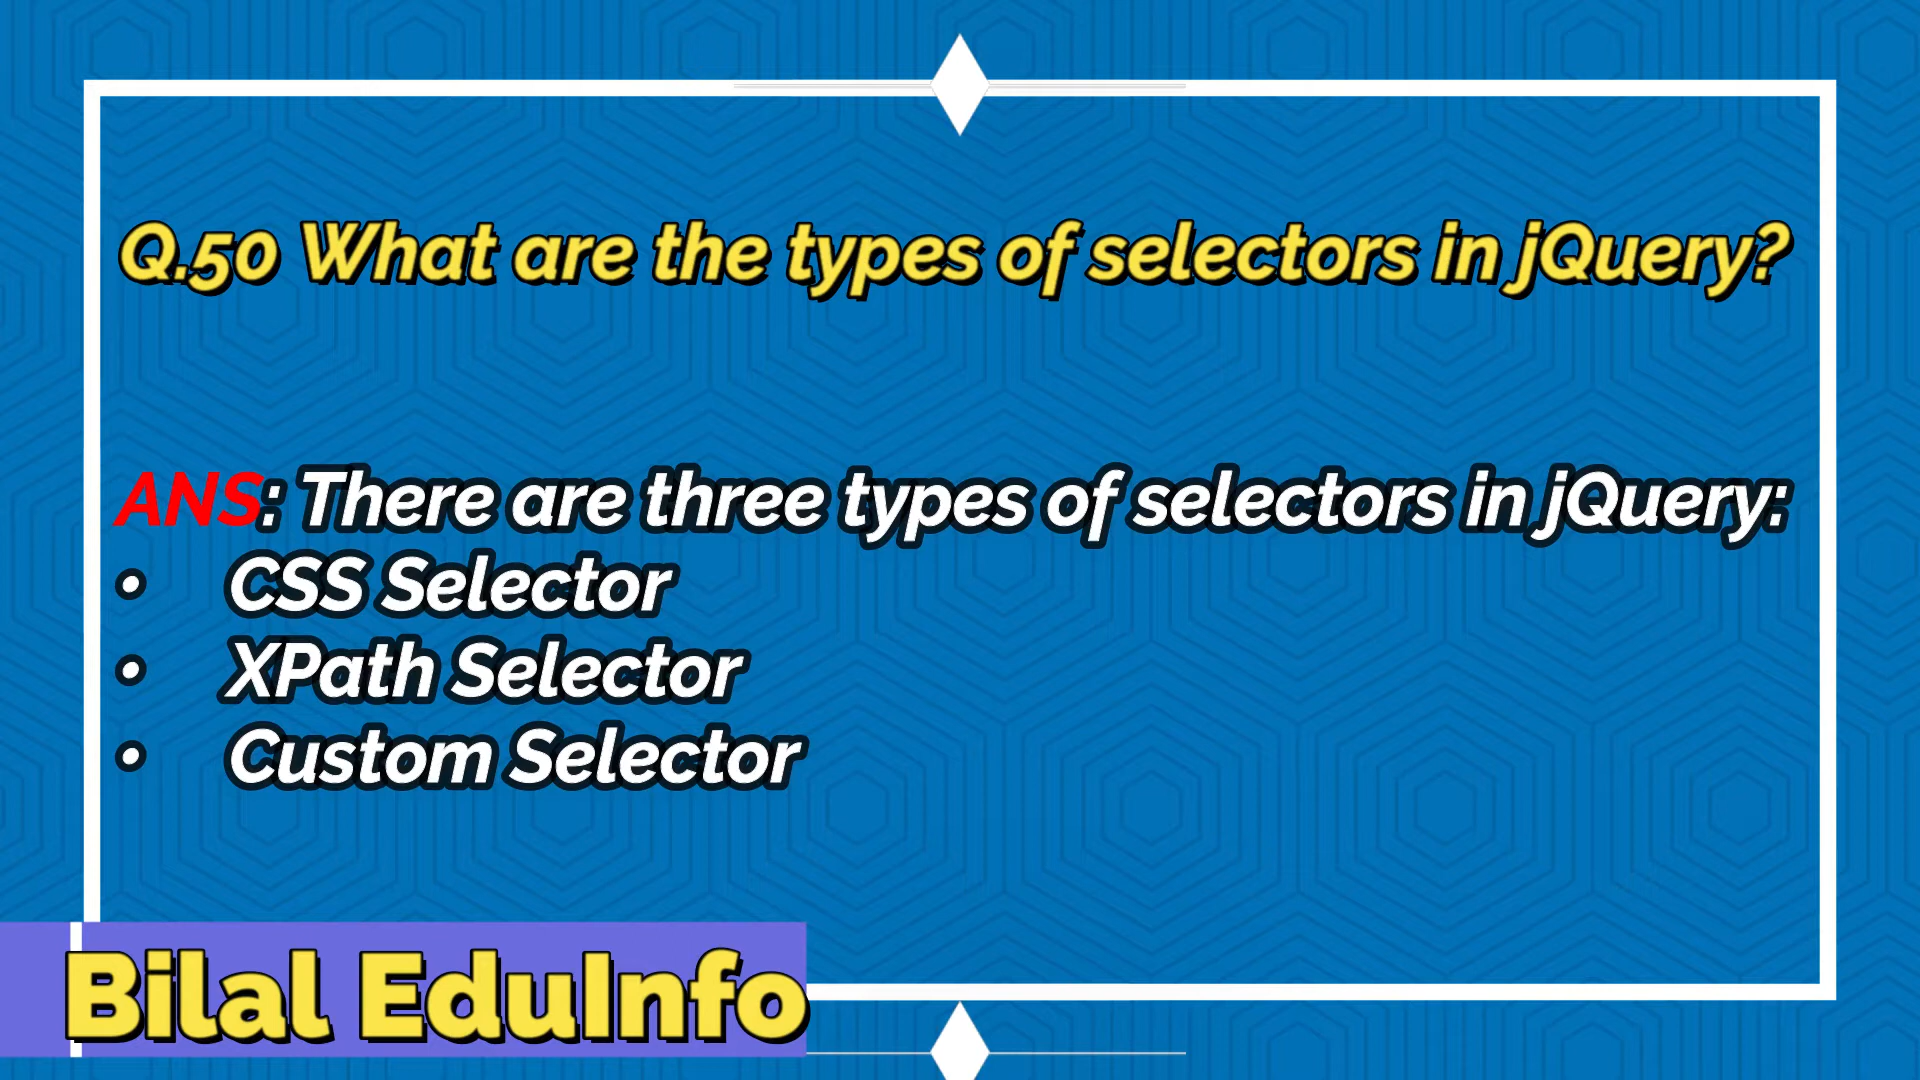 Q.50 What are the types of selectors in jQuery?
ANS: There are three types of selectors in jQuery:
• CSS Selector
• XPath Selector
• Custom Selector
Bilal EduInfo